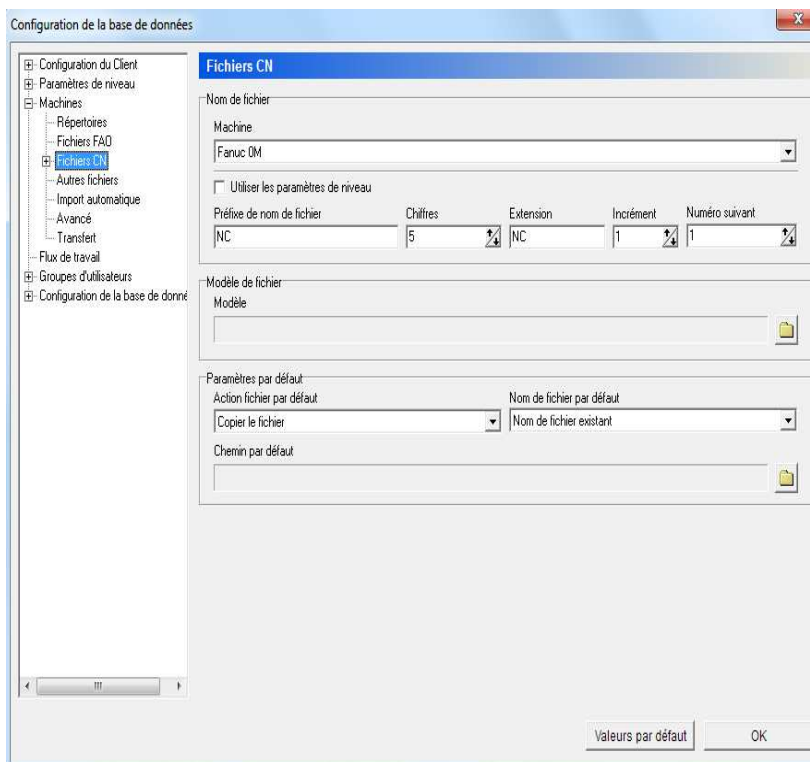 Configuration de la base de données
x
Configuration du Client
Paramètres de niveau
Machines
Répertoires
Fichiers FAO
Fichiers CN
Autres fichiers
Import automatique
Avancé
Transfert
Flux de travail
Groupes d'utilisateurs
Configuration de la base de donné
Fichiers CN
Nom de fichier
Machine
Fanuc 0M
Utiliser les paramètres de niveau
Préfixe de nom de fichier Chiffres Extension Incrément Numéro suivant
NC 5 NC 1 1
Modèle de fichier
Modèle
Paramètres par défaut
Action fichier par défaut Nom de fichier par défaut
Copier le fichier Nom de fichier existant
Chemin par défaut
Valeurs par défaut OK